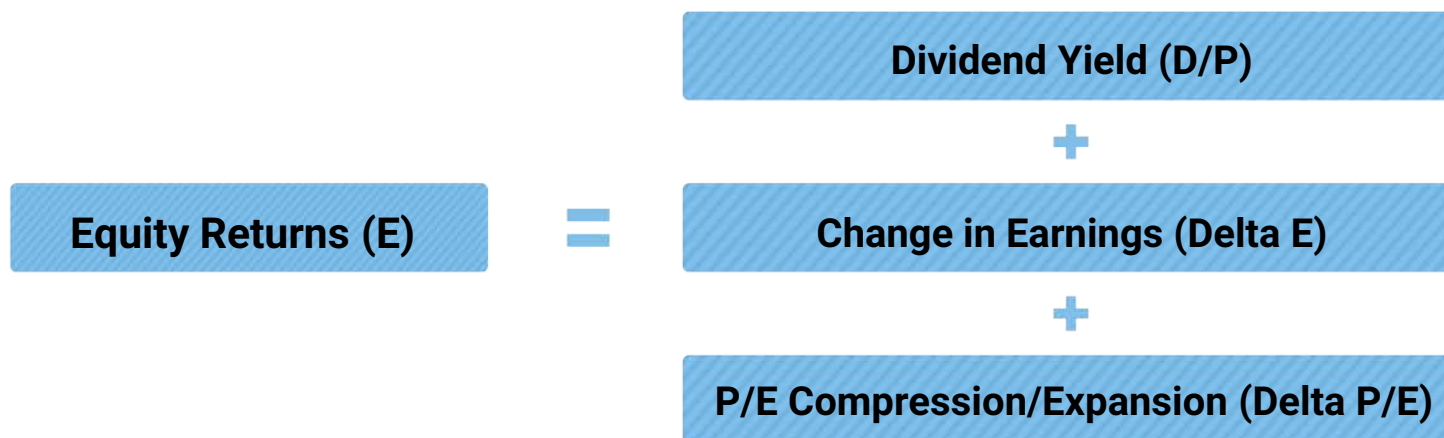 Dividend Yield (D/P)
+
Equity Returns (E) = Change in Earnings (Delta E)
+
P/E Compression/Expansion (Delta P/E)